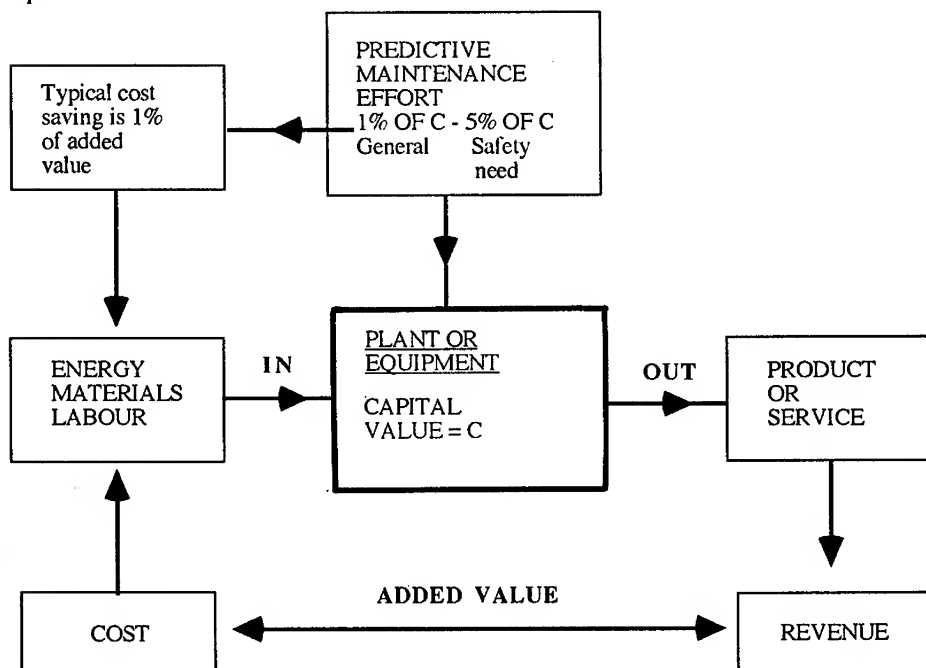 PREDICTIVE
MAINTENANCE
EFFORT
1% OF C - 5% OF C
General Safety
need
Typical cost
saving is 1%
of added
value
ENERGY
MATERIALS
LABOUR
IN
PLANT OR
EQUIPMENT
CAPITAL
VALUE = C
OUT
PRODUCT
OR
SERVICE
COST
ADDED VALUE
REVENUE